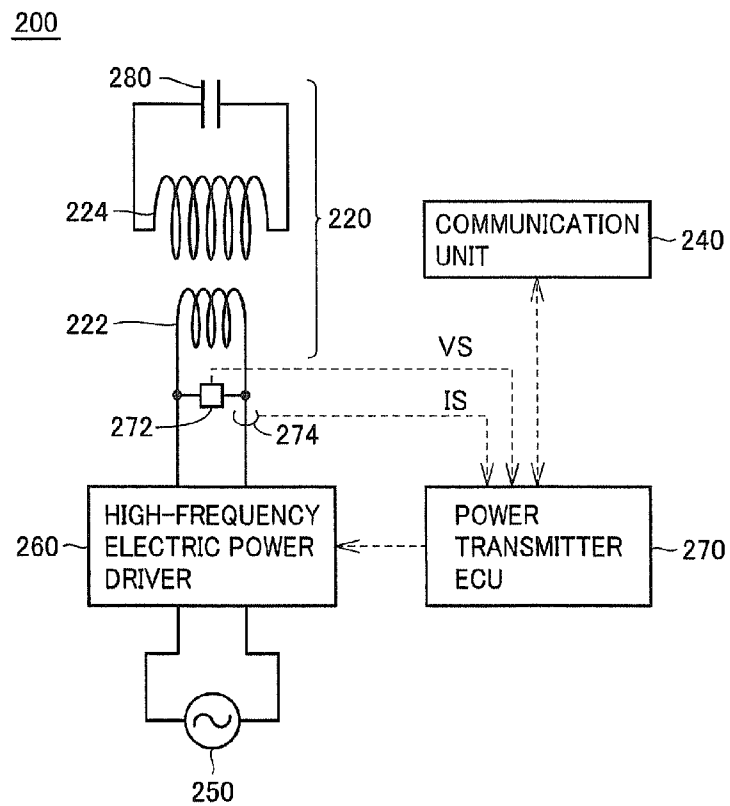 200
280
224
220
COMMUNICATION
UNIT
240
222
VS
IS
272
274
260
HIGH-FREQUENCY
ELECTRIC POWER
DRIVER
POWER
TRANSMITTER
ECU
270
250